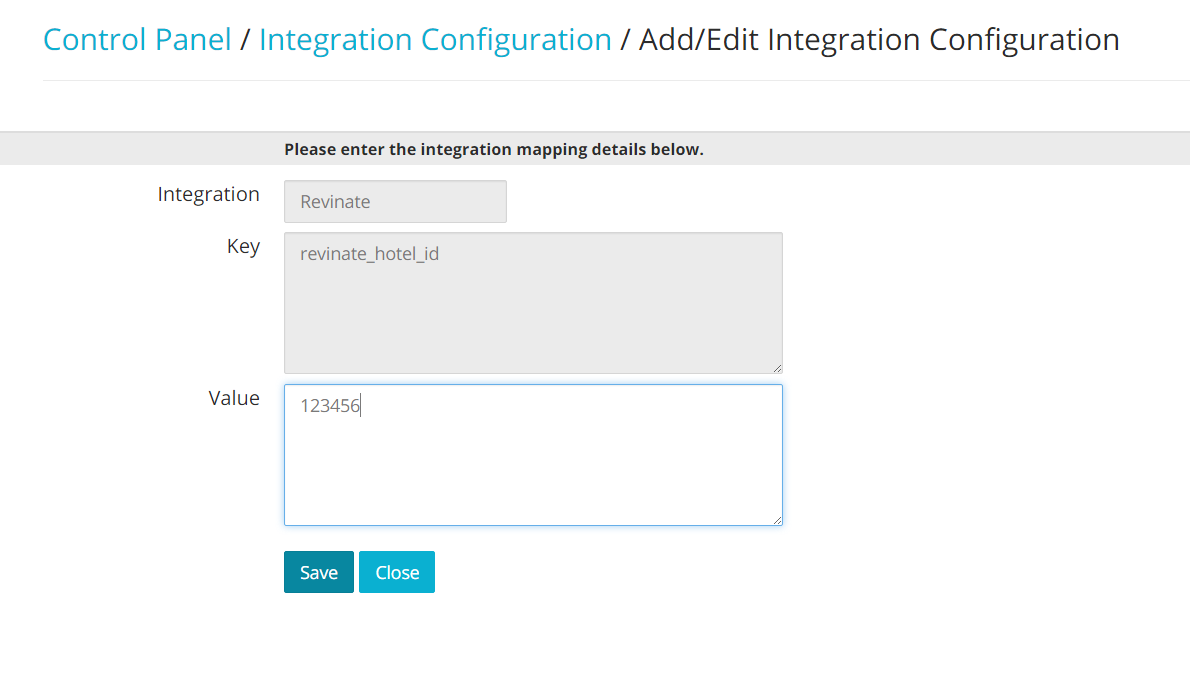 Control Panel / Integration Configuration / Add/Edit Integration Configuration
Please enter the integration mapping details below.
Integration Revinate
Key revinate_hotel_id
Value 123456
Save Close